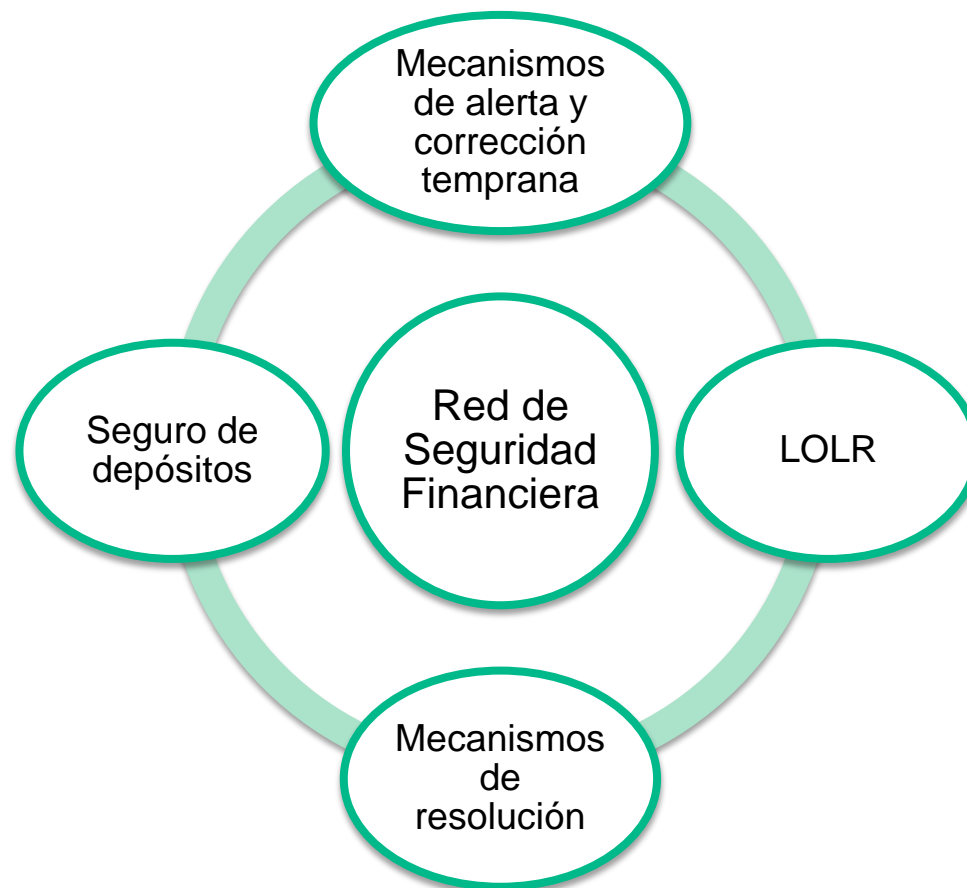 Mecanismos
de alerta y
corrección
temprana
Seguro de
depósitos
Red de
Seguridad
Financiera
LOLR
Mecanismos
de
resolución